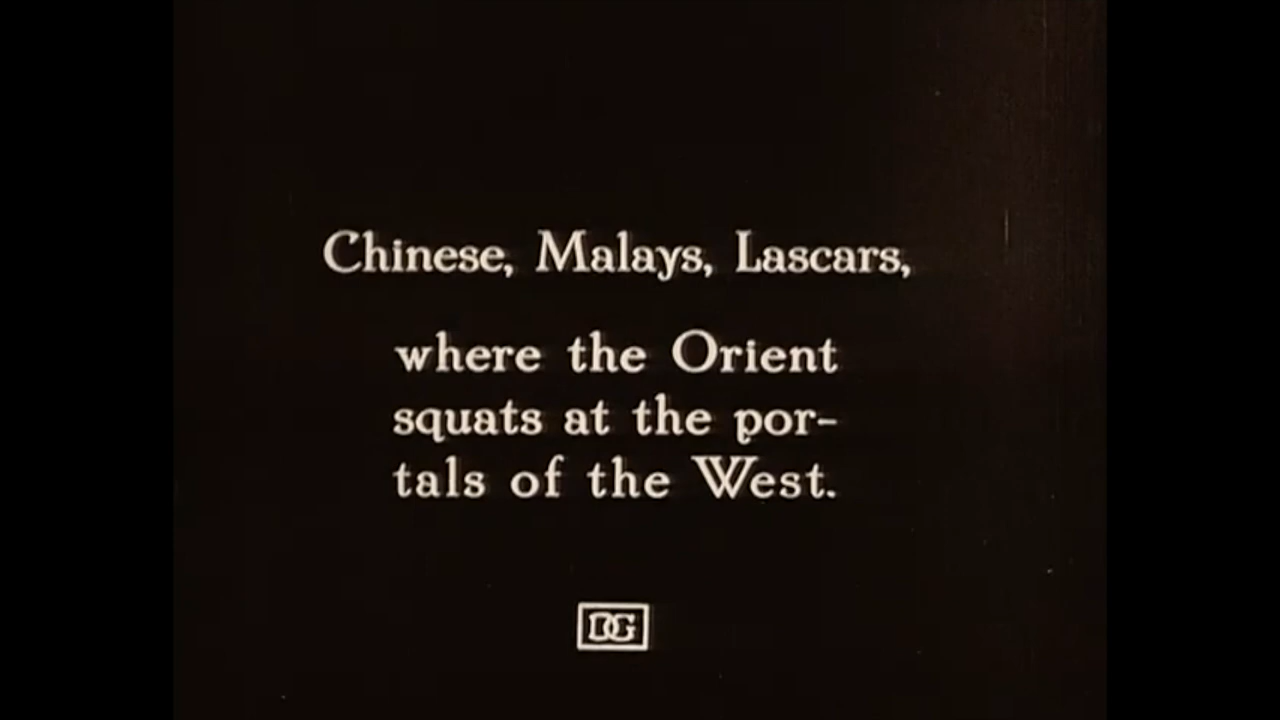 Chinese, Malays, Lascars,
where the Orient
squats at the por-
tals of the West.
DG